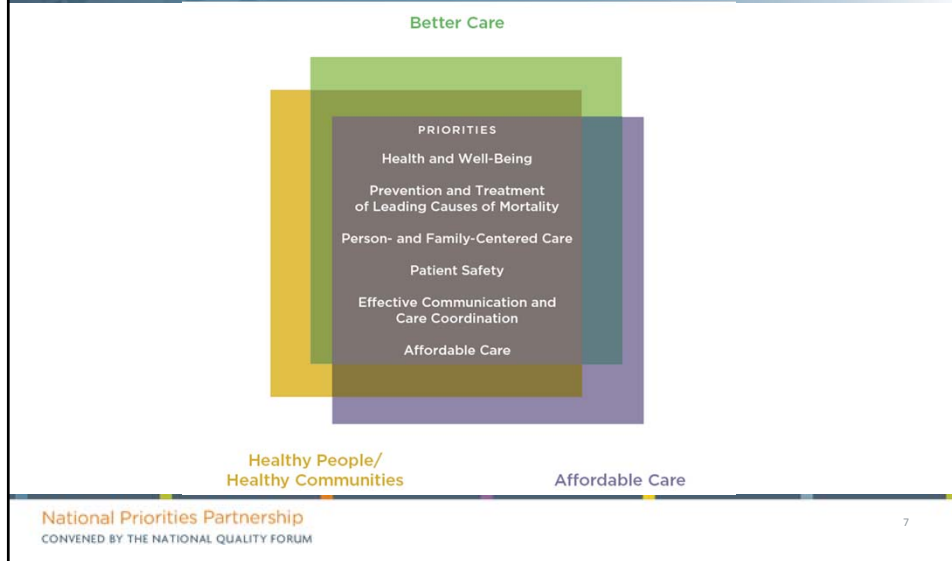 Better Care
PRIORITIES
Health and Well-Being
Prevention and Treatment
of Leading Causes of Mortality
Person- and Family-Centered Care
Patient Safety
Effective Communication and
Care Coordination
Affordable Care
Healthy People/
Healthy Communities
Affordable Care
National Priorities Partnership
CONVENED BY THE NATIONAL QUALITY FORUM
7